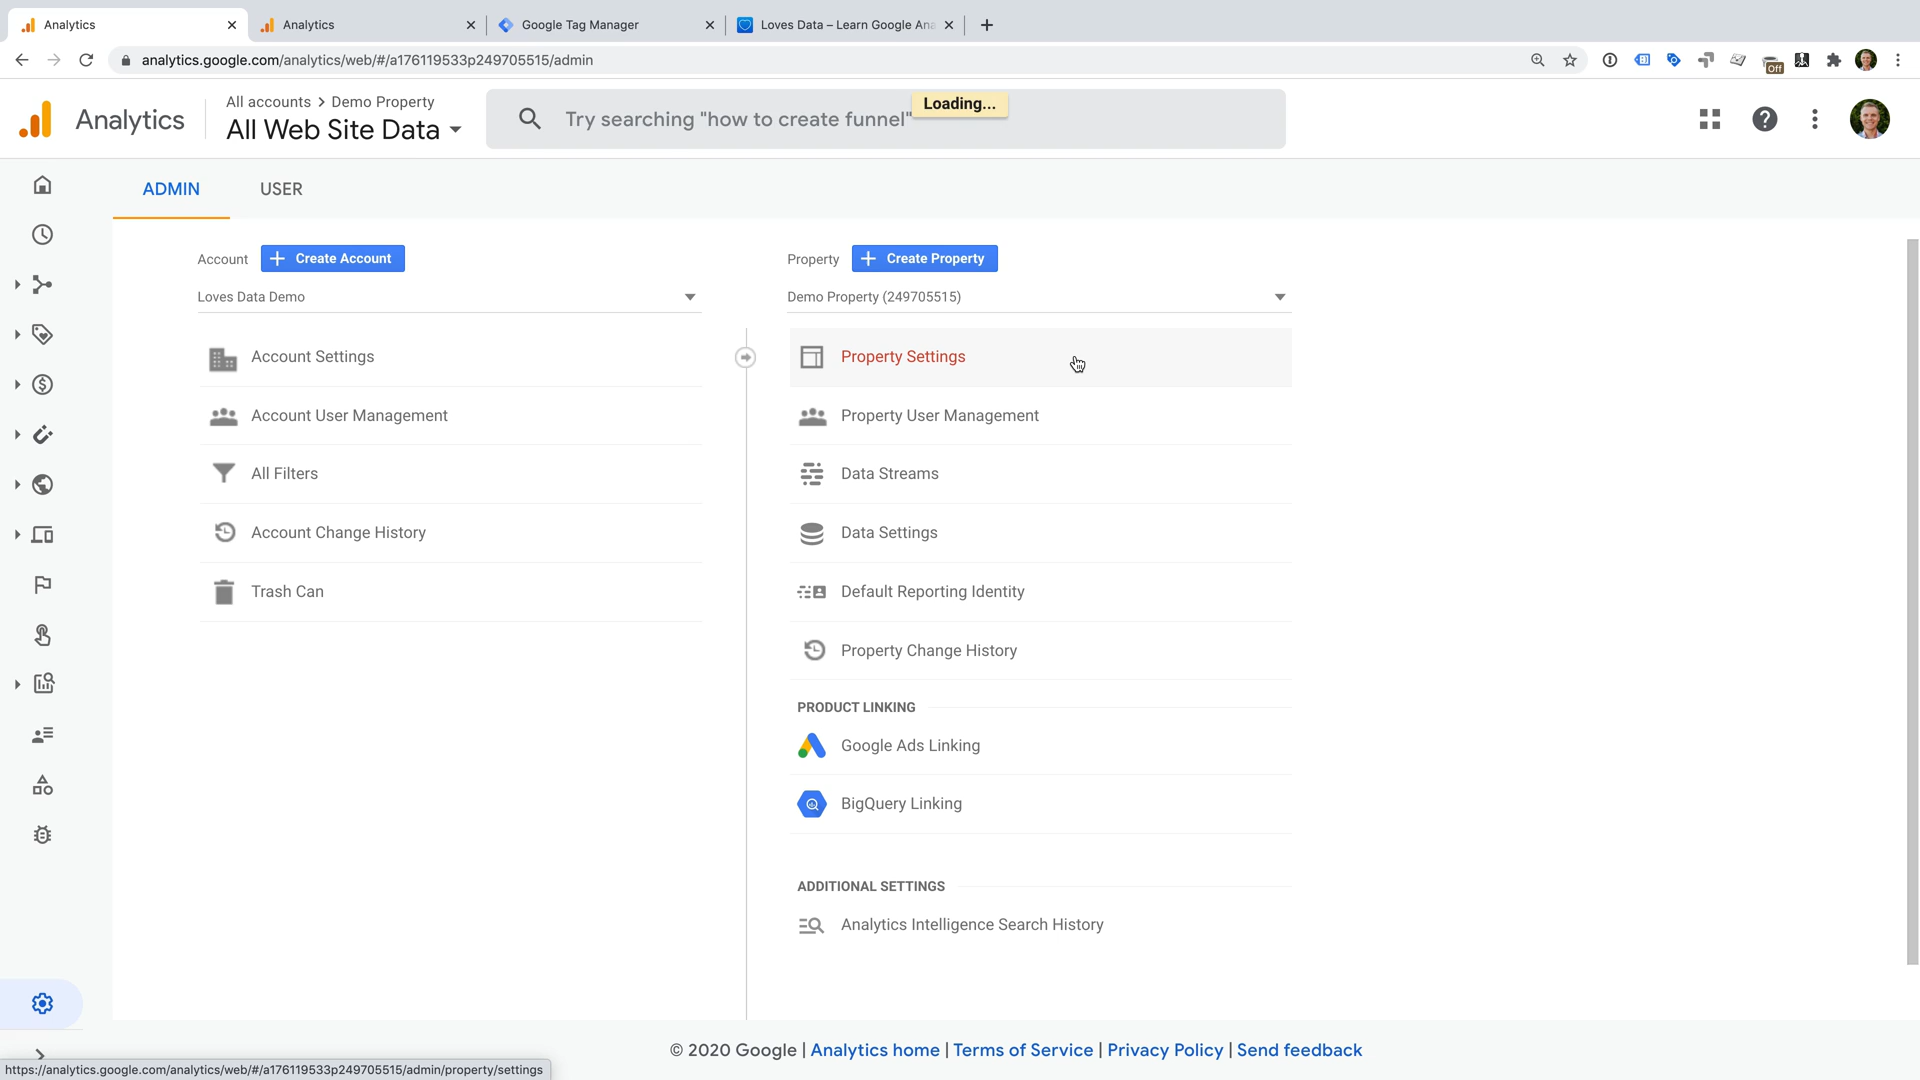 Analytics
Analytics
Google Tag Manager
Loves Data – Learn Google Ana
analytics.google.com/analytics/web/#/a176119533p249705515/admin
Off
Analytics
All accounts > Demo Property
All Web Site Data
Try searching "how to create funnel"
Loading...
ADMIN
USER
Account
Create Account
Loves Data Demo
Account Settings
Account User Management
All Filters
Account Change History
Trash Can
Property
Create Property
Demo Property (249705515)
Property Settings
Property User Management
Data Streams
Data Settings
Default Reporting Identity
Property Change History
PRODUCT LINKING
Google Ads Linking
BigQuery Linking
ADDITIONAL SETTINGS
Analytics Intelligence Search History
© 2020 Google | Analytics home | Terms of Service | Privacy Policy | Send feedback
https://analytics.google.com/analytics/web/#/a176119533p249705515/admin/property/settings